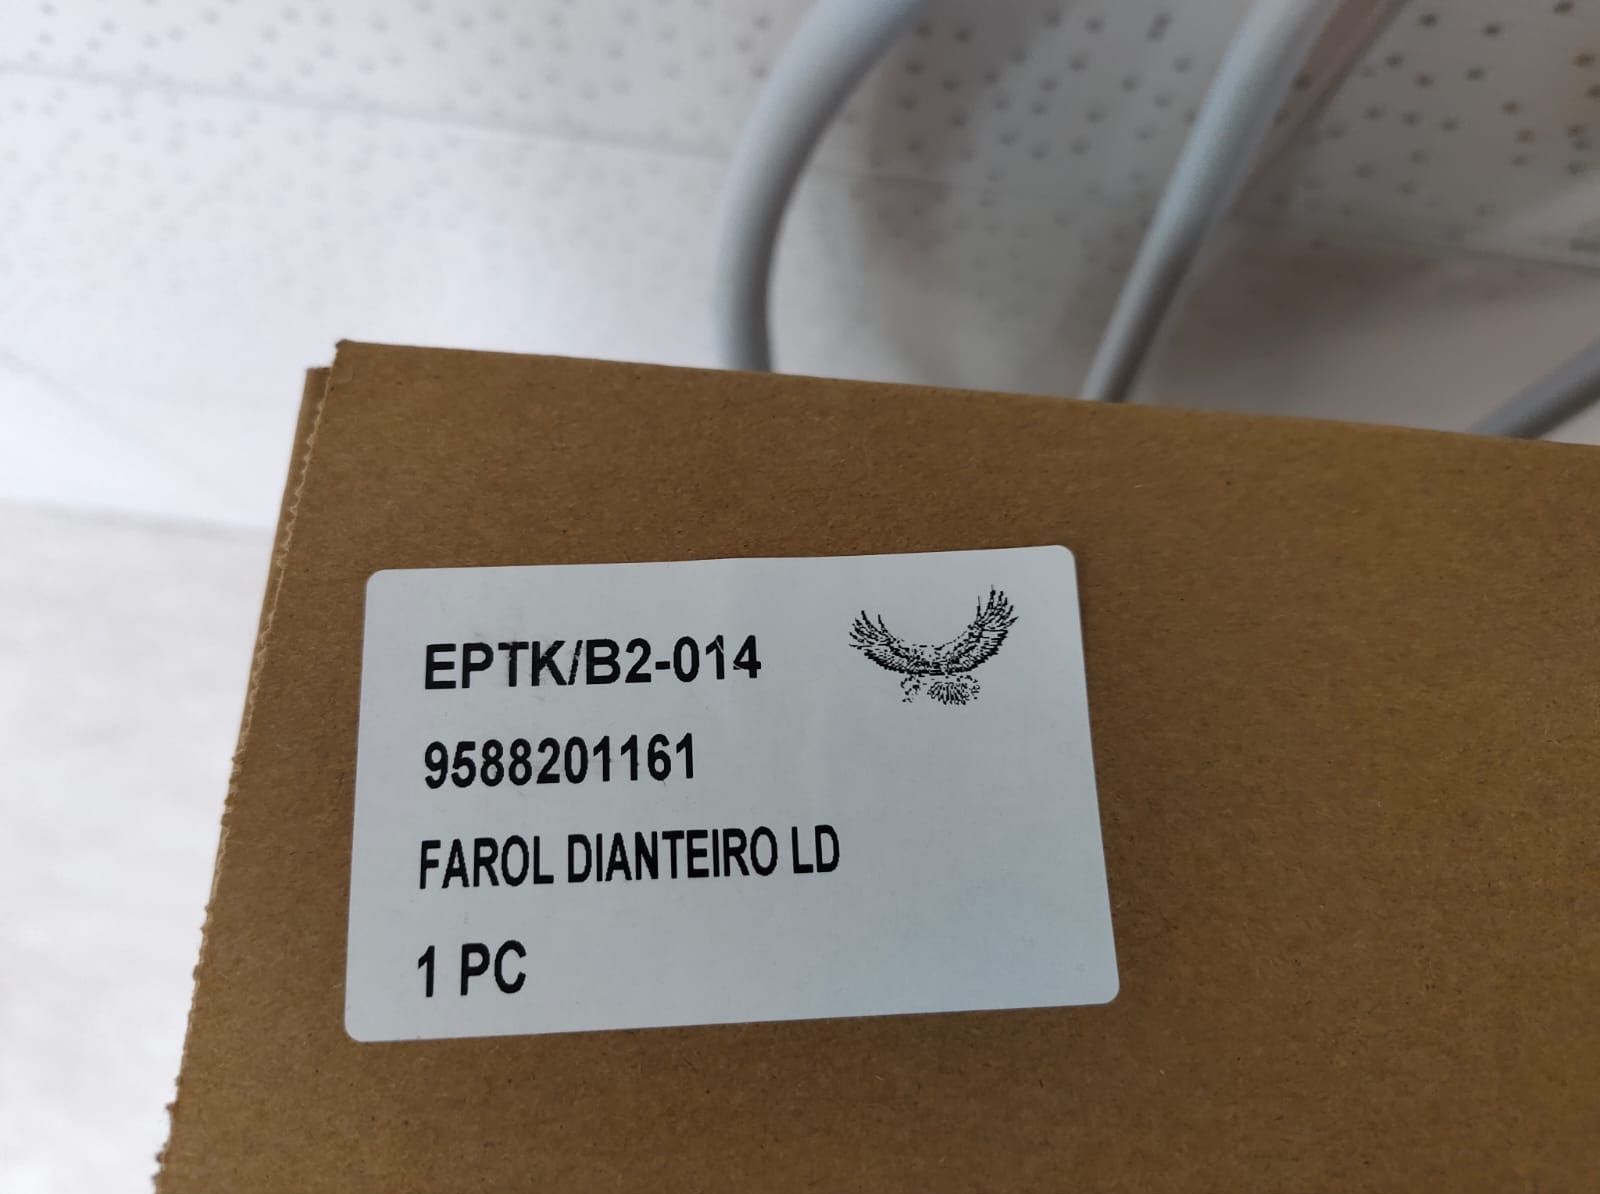 EPTK/B2-014
9588201161
FAROL DIANTEIRO LD
1 PC